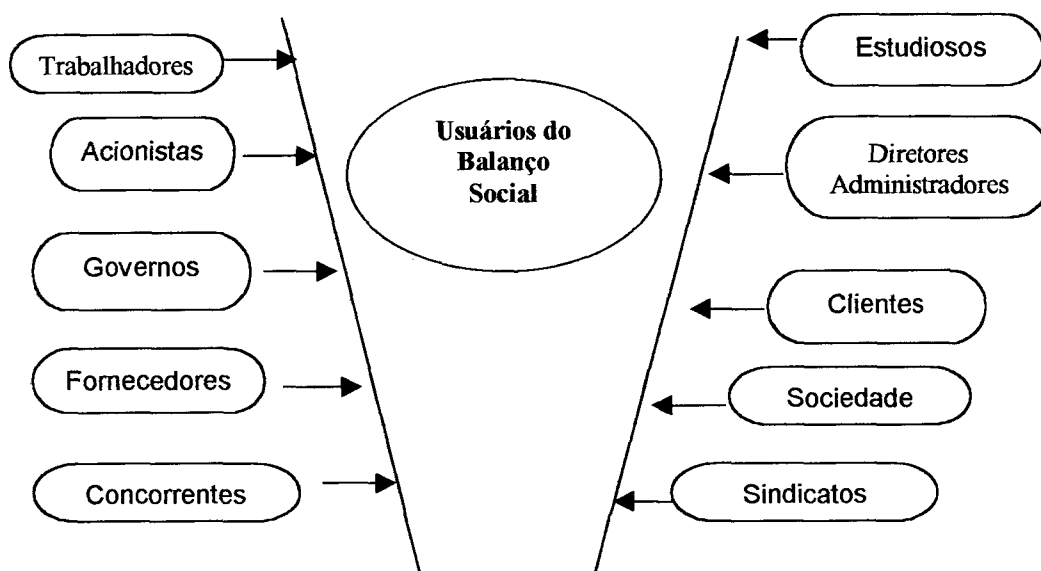 Trabalhadores
Acionistas
Governos
Fornecedores
Concorrentes
Usuários do
Balanço
Social
Estudiosos
Diretores
Administradores
Clientes
Sociedade
Sindicatos